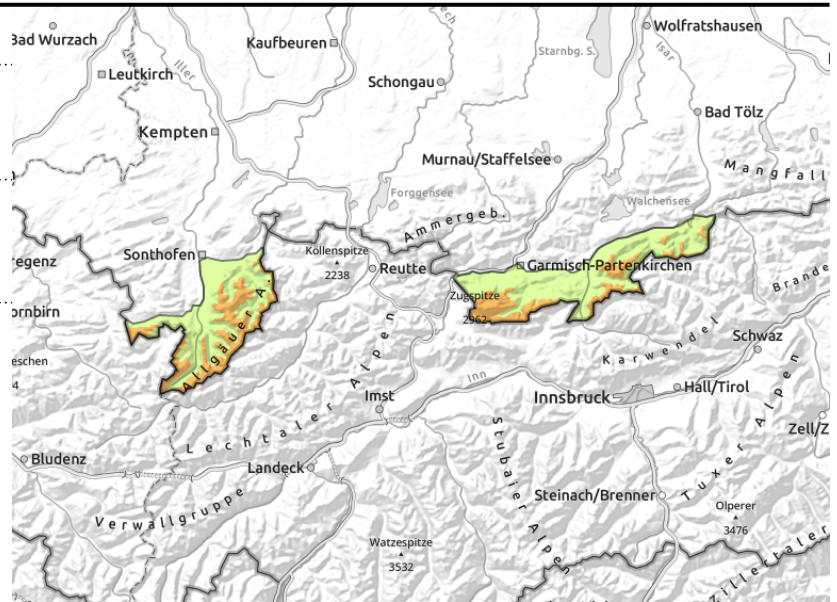 ech
Wolfratshausen
Bad Wurzach
Kaufbeuren
Starnbg. S.
Isar
Iller
Leutkirch
Schongau
Bad Tölz
Kempten
Murnau/Staffelsee
Mangfall
Forggensee
Walchensee
Ammergeb.
Sonthofen
Köllenspitze
2238
Reutte
Garmisch-Partenkirchen
regenz
Zugspitze
2962
Brande
ornbirn
Allgäuer A.
Karwendel
Schwaz
eschen
4
Lechtaler Alpen
Inn
Imst
Innsbruck
Hall/Tirol
Zell/Z
Bludenz
Landeck
Stubaier Alpen
Tuxer Alpen
Steinach/Brenner
Verwallgruppe
Olperer
3476
Watzespitze
3532
Zillertaler